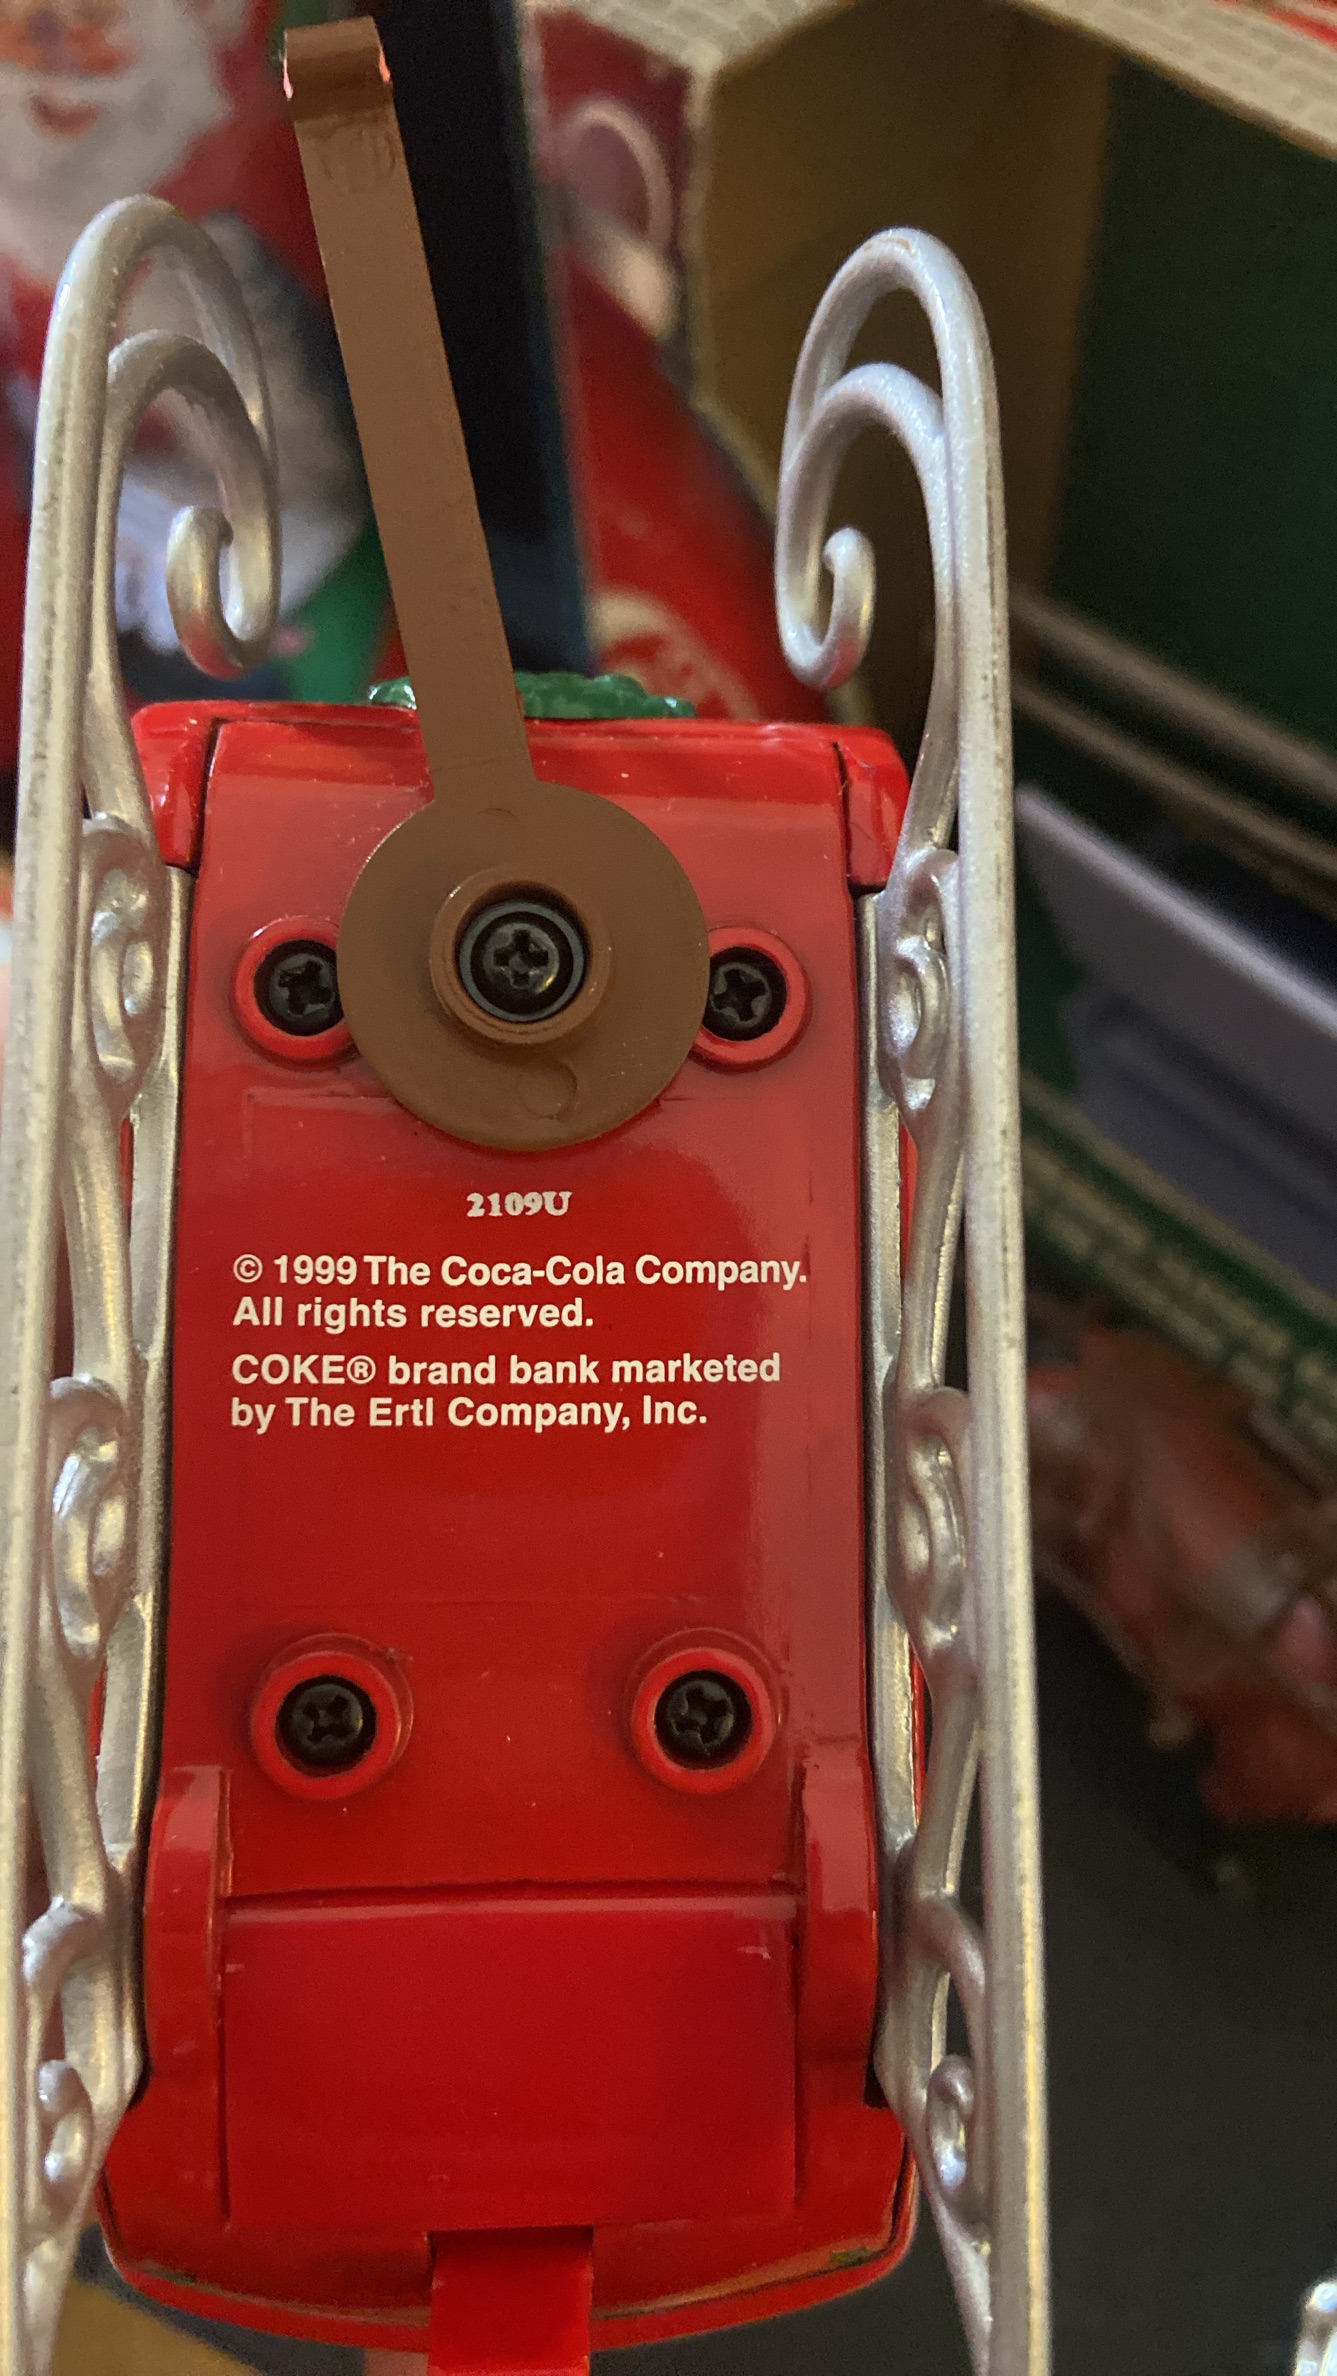 2109U
© 1999 The Coca-Cola Company.
All rights reserved.
COKE® brand bank marketed
by The Ertl Company, Inc.